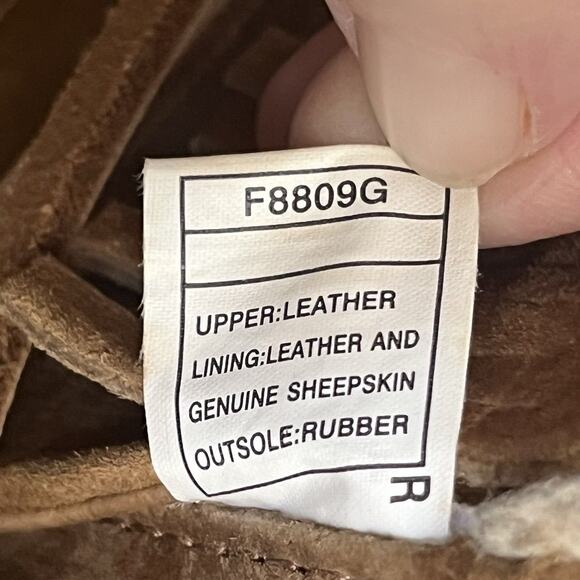 F8809G
UPPER:LEATHER
LINING:LEATHER AND
GENUINE SHEEPSKIN
OUTSOLE:RUBBER
R